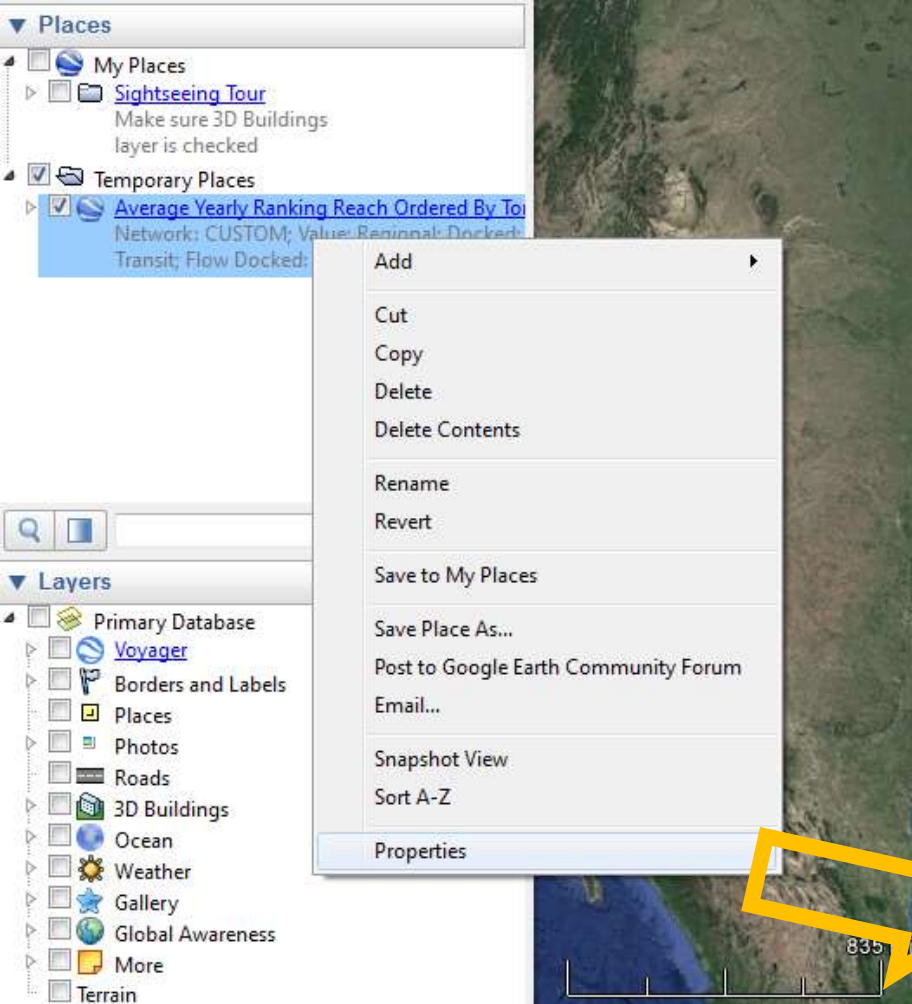 Places
My Places
Sightseeing Tour
Make sure 3D Buildings
layer is checked
Temporary Places
Average Yearly Ranking Reach Ordered By
Network: CUSTOM; Value: Regional; Docked:
Transit; Flow Docked:
Add
Cut
Copy
Delete
Delete Contents
Rename
Revert
Save to My Places
Save Place As...
Post to Google Earth Community Forum
Email...
Snapshot View
Sort A-Z
Properties
Layers
Primary Database
Voyager
Borders and Labels
Places
Photos
Roads
3D Buildings
Ocean
Weather
Gallery
Global Awareness
More
Terrain
835